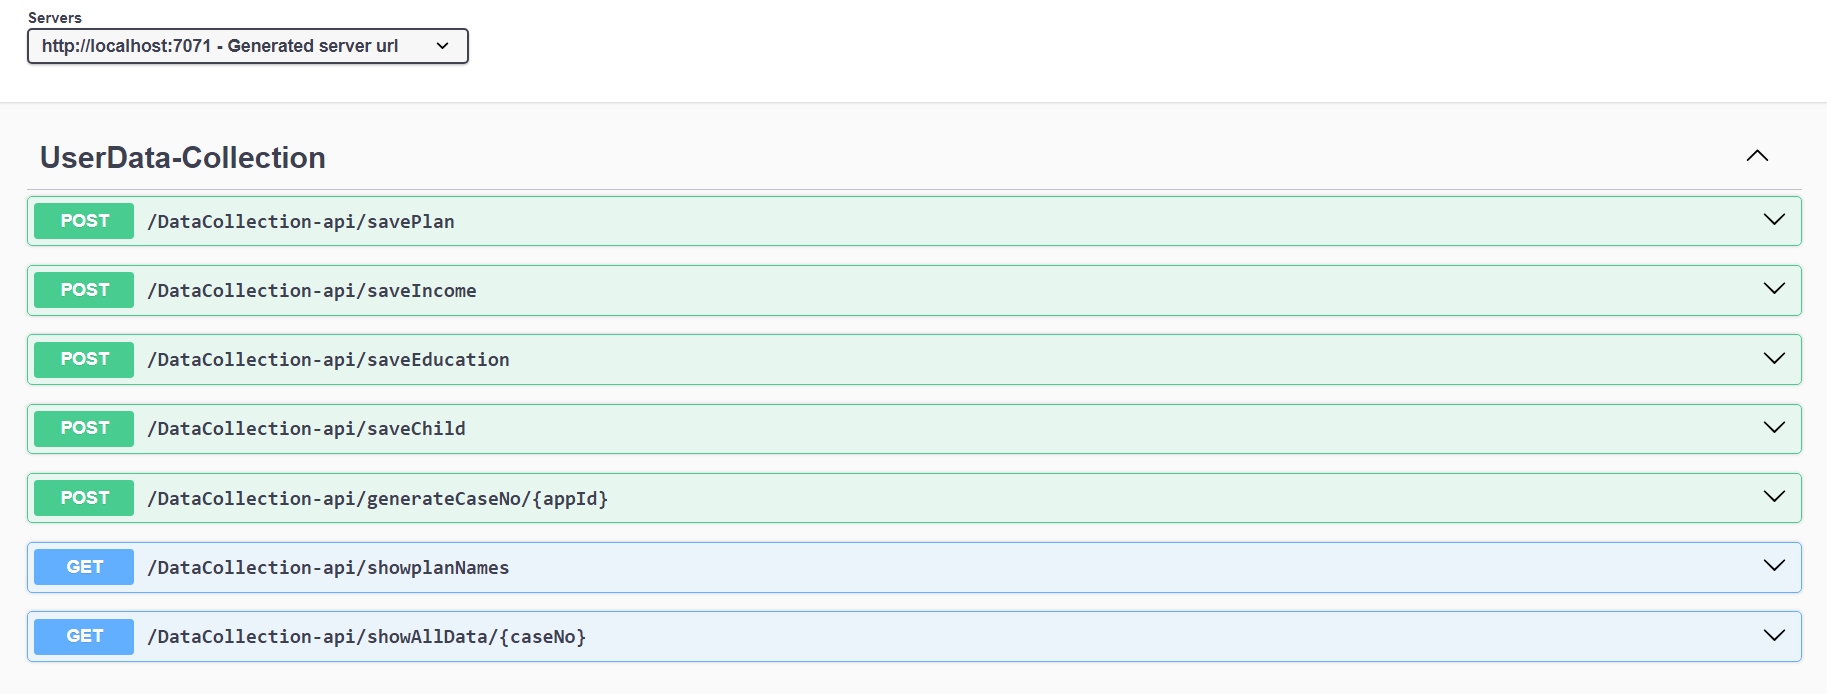 Servers
http://localhost:7071 - Generated server url
UserData-Collection
POST /DataCollection-api/savePlan
POST /DataCollection-api/saveIncome
POST /DataCollection-api/saveEducation
POST /DataCollection-api/saveChild
POST /DataCollection-api/generateCaseNo/{appId}
GET /DataCollection-api/showplanNames
GET /DataCollection-api/showAllData/{caseNo}